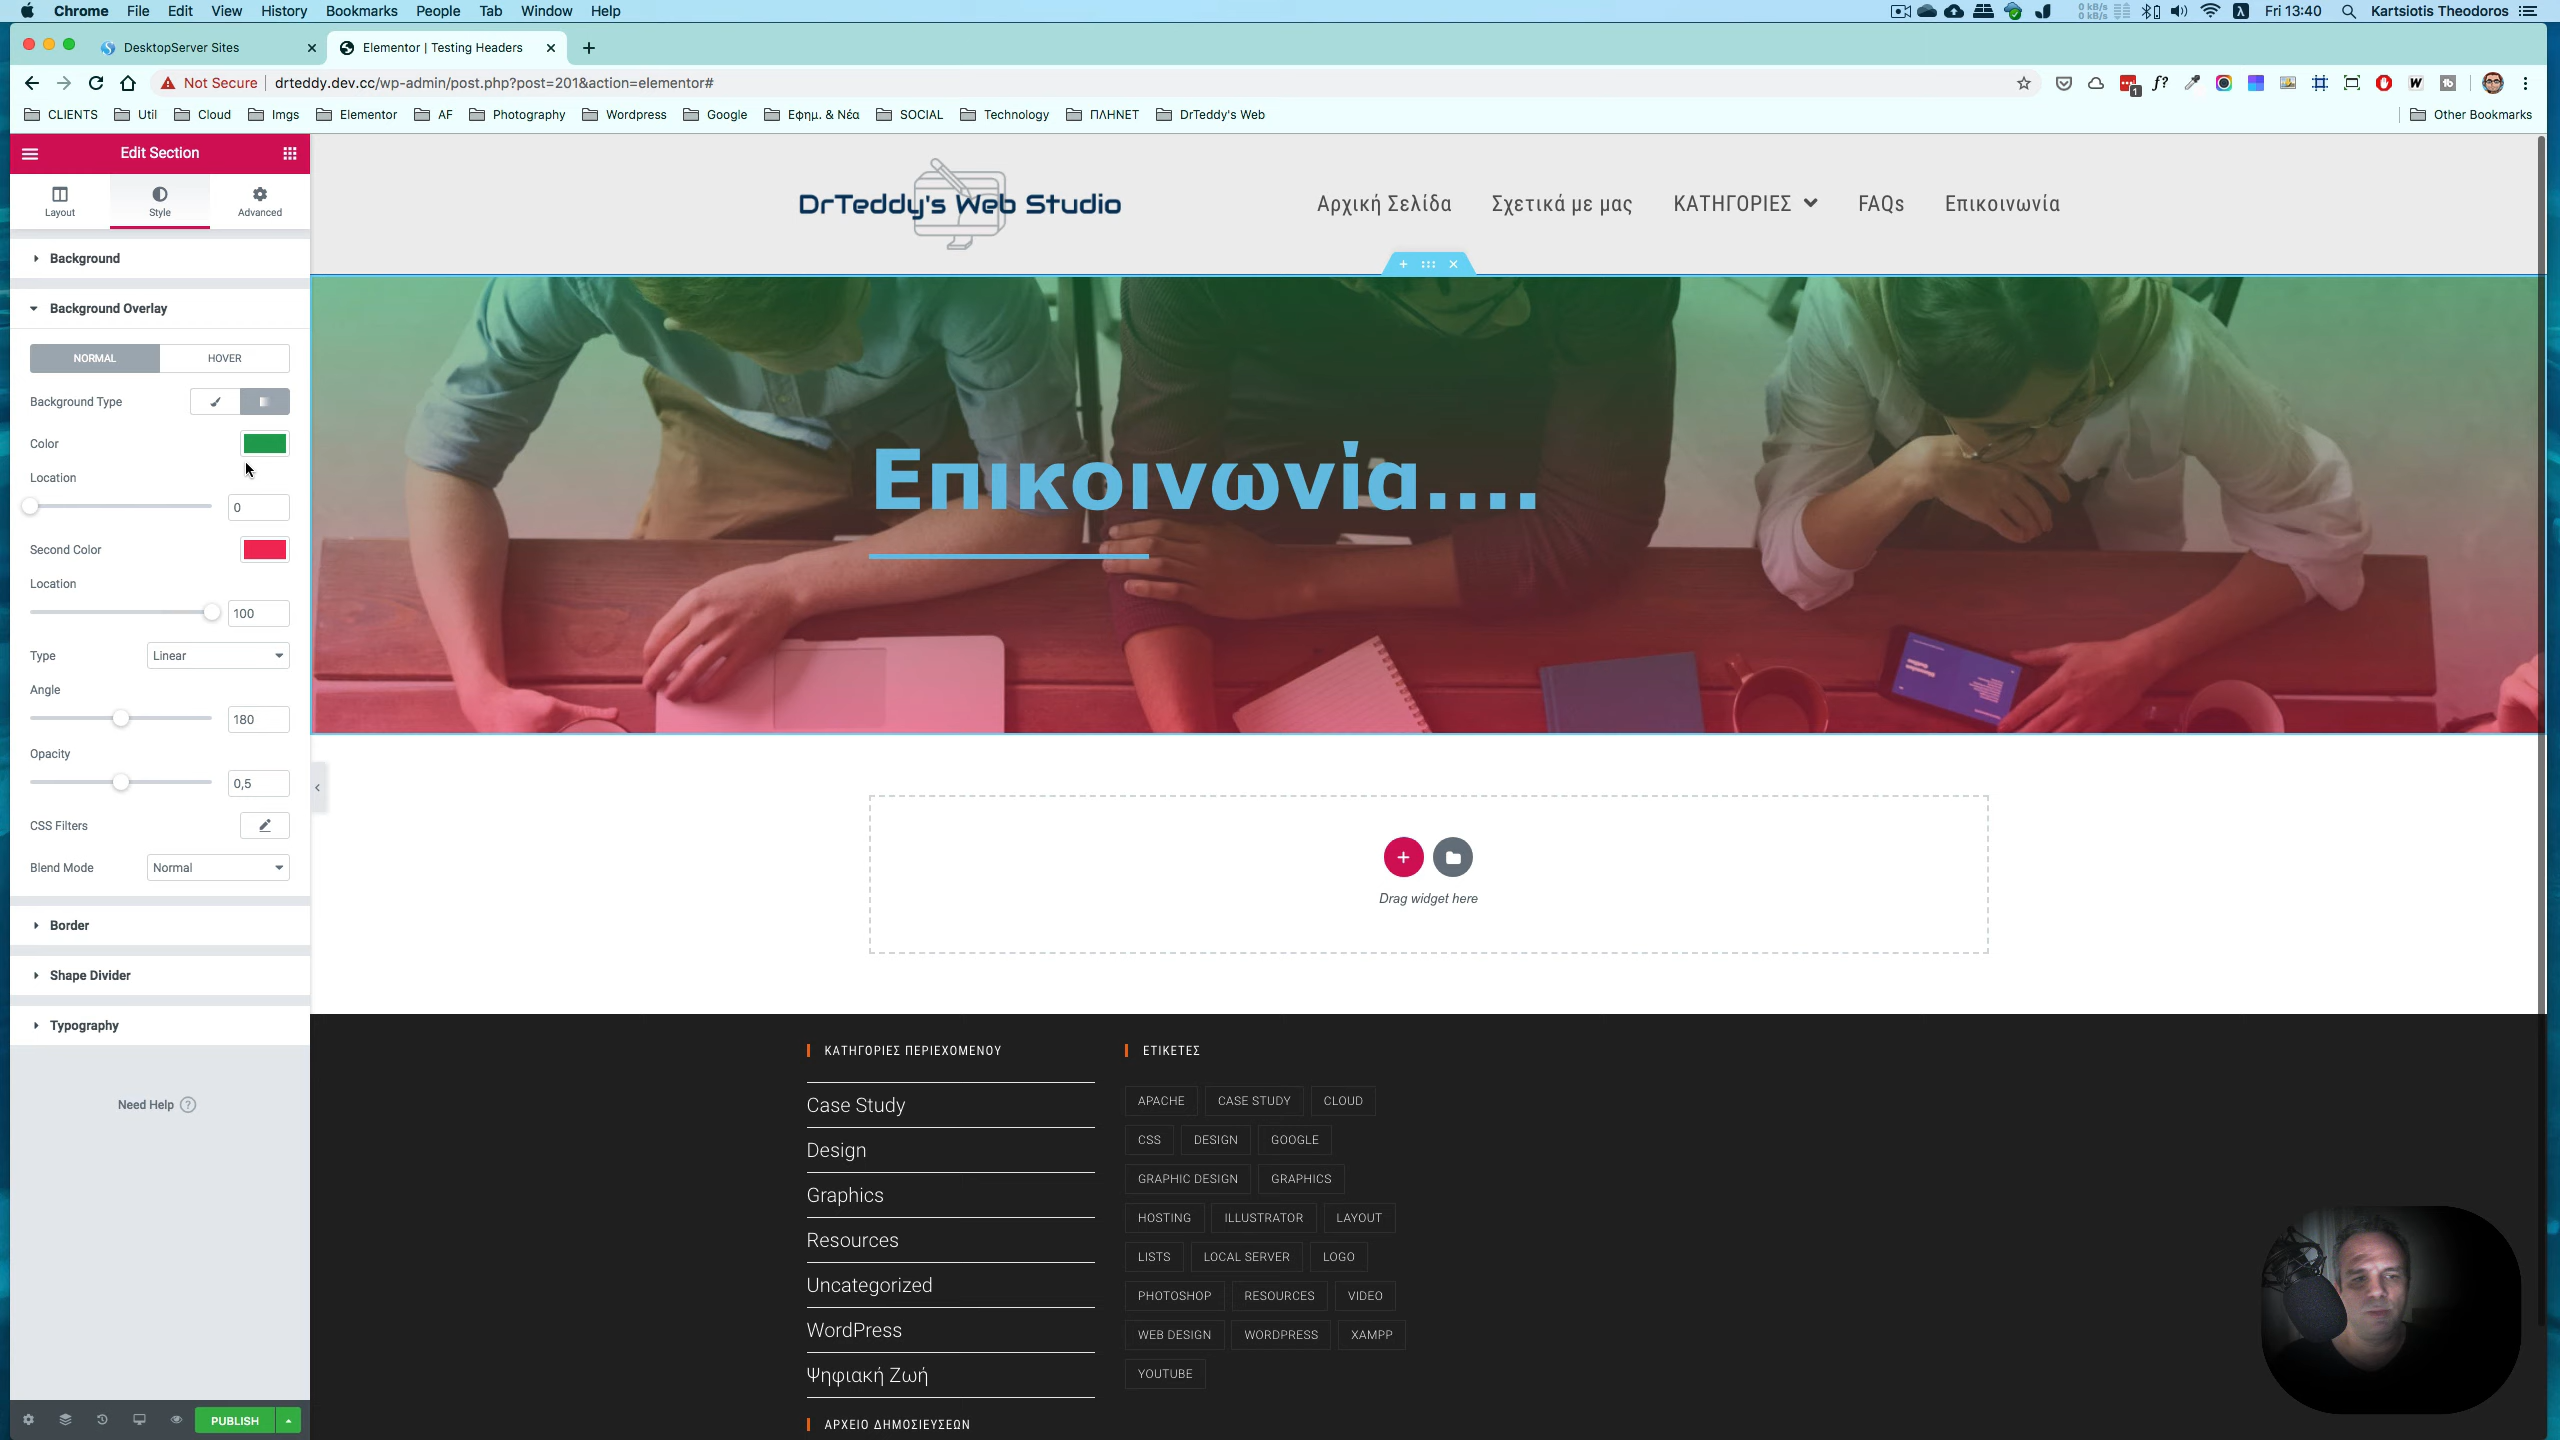 Chrome File Edit View History Bookmarks People Tab Window Help
0 kB/s
0 kB/s
Fri 13:40 Kartsiotis Theodoros
DesktopServer Sites
Elementor | Testing Headers
Not Secure drteddy.dev.cc/wp-admin/post.php?post=201&action=elementor#
CLIENTS Util Cloud Imgs Elementor AF Photography Wordpress Google Εφημ. & Νέα SOCIAL Technology ΠΛΗΝΕΤ DrTeddy's Web Other Bookmarks
Edit Section
Layout Style Advanced
Background
Background Overlay
NORMAL HOVER
Background Type
Color
Location
0
Second Color
Location
100
Type Linear
Angle
180
Opacity
0,5
CSS Filters
Blend Mode Normal
Border
Shape Divider
Typography
Need Help ?
PUBLISH
DrTeddy's Web Studio
Αρχική Σελίδα Σχετικά με μας ΚΑΤΗΓΟΡΙΕΣ FAQs Επικοινωνία
Επικοινωνία....
Drag widget here
ΚΑΤΗΓΟΡΙΕΣ ΠΕΡΙΕΧΟΜΕΝΟΥ
Case Study
Design
Graphics
Resources
Uncategorized
WordPress
Ψηφιακή Ζωή
ΑΡΧΕΙΟ ΔΗΜΟΣΙΕΥΣΕΩΝ
ΕΤΙΚΕΤΕΣ
APACHE CASE STUDY CLOUD
CSS DESIGN GOOGLE
GRAPHIC DESIGN GRAPHICS
HOSTING ILLUSTRATOR LAYOUT
LISTS LOCAL SERVER LOGO
PHOTOSHOP RESOURCES VIDEO
WEB DESIGN WORDPRESS XAMPP
YOUTUBE